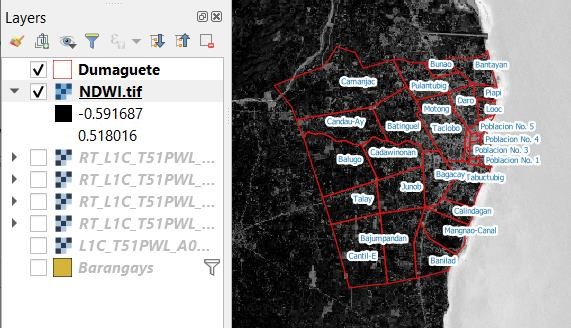 Layers
Dumaguete
NDWI.tif
-0.591687
0.518016
RT_L1C_T51PWL_...
RT_L1C_T51PWL_...
RT_L1C_T51PWL_...
RT_L1C_T51PWL_...
L1C_T51PWL_A0...
Barangays
Bunao
Bantayan
Camanjac
Pulantubig
Piapi
Daro
Motong
Looc
Candau-Ay
Batinguel
Taclobo
Poblacion No. 5
Poblacion No. 4
Cadawinonan
Poblacion No. 3
Balugo
Poblacion No. 1
Bagacay
Tabuctubig
Junob
Talay
Calindagan
Mangnao-Canal
Bajumpandan
Cantil-E
Banilad